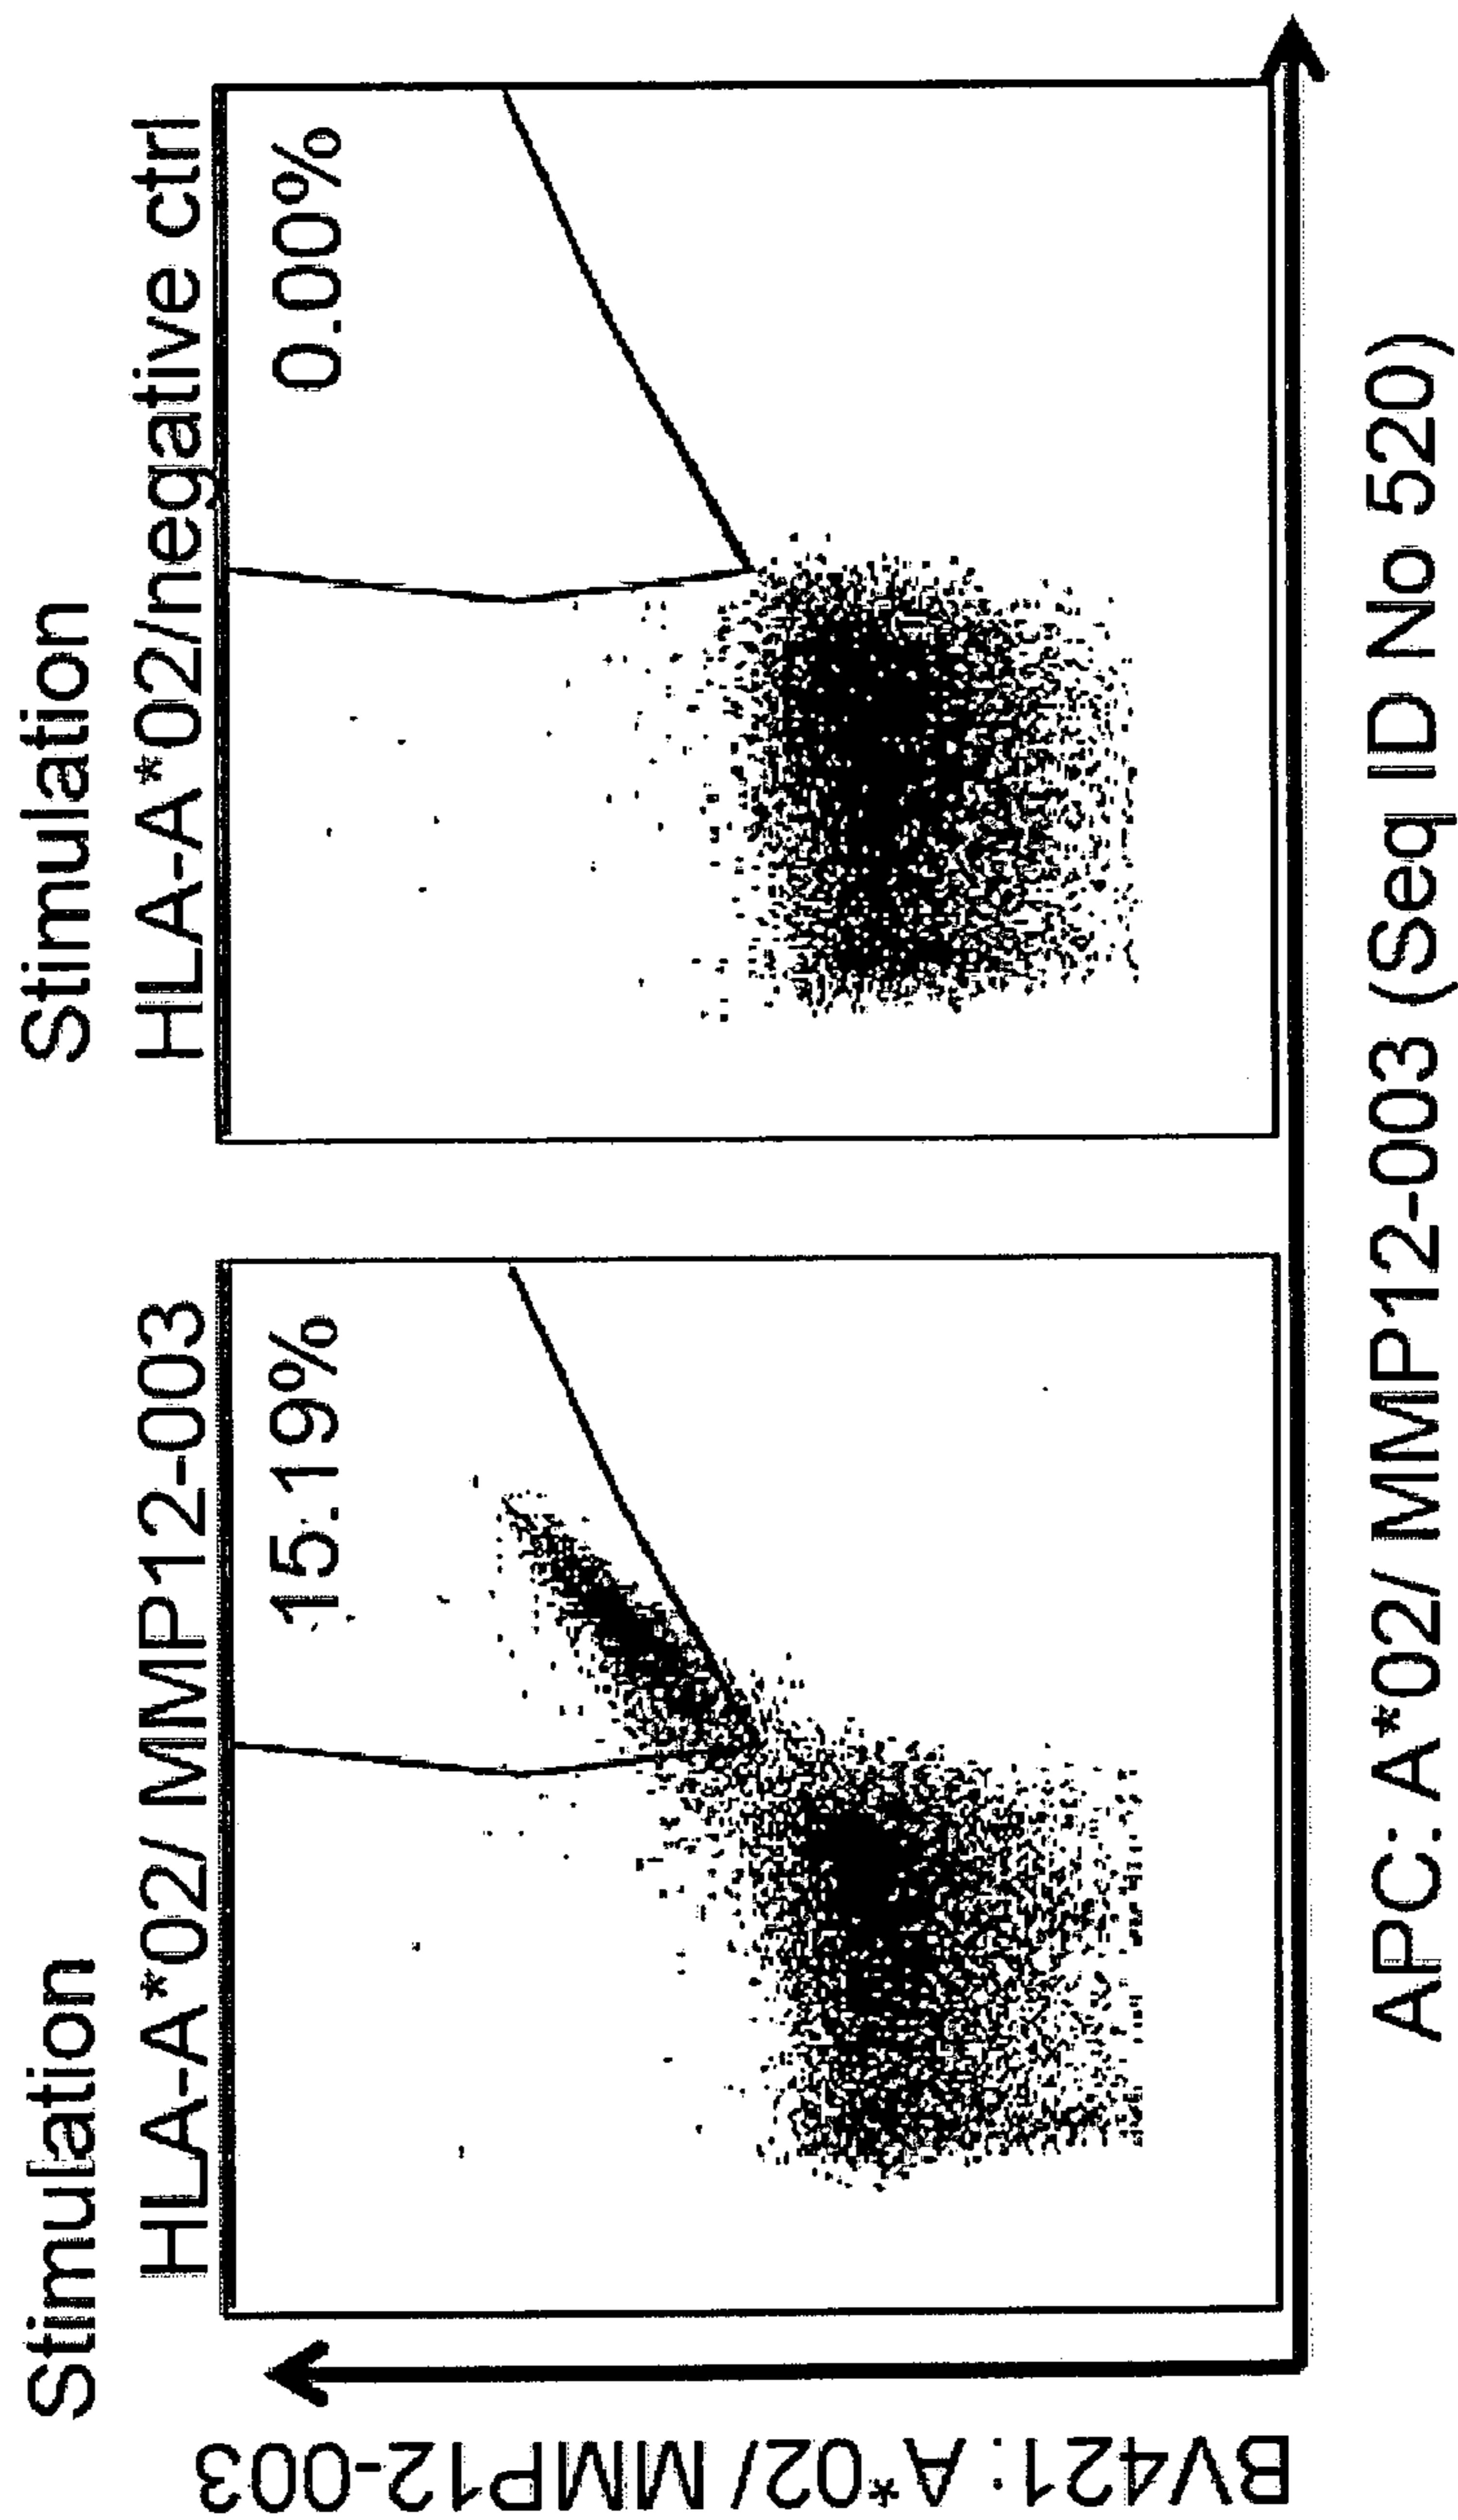 Stimulation
HLA-A*02/ MMP12-003
15.19%
Stimulation
HLA-A*02/negative ctrl
0.00%
BV421: A*02/ MMP12-003
APC: A*02/ MMP12-003 (Seq ID No 520)